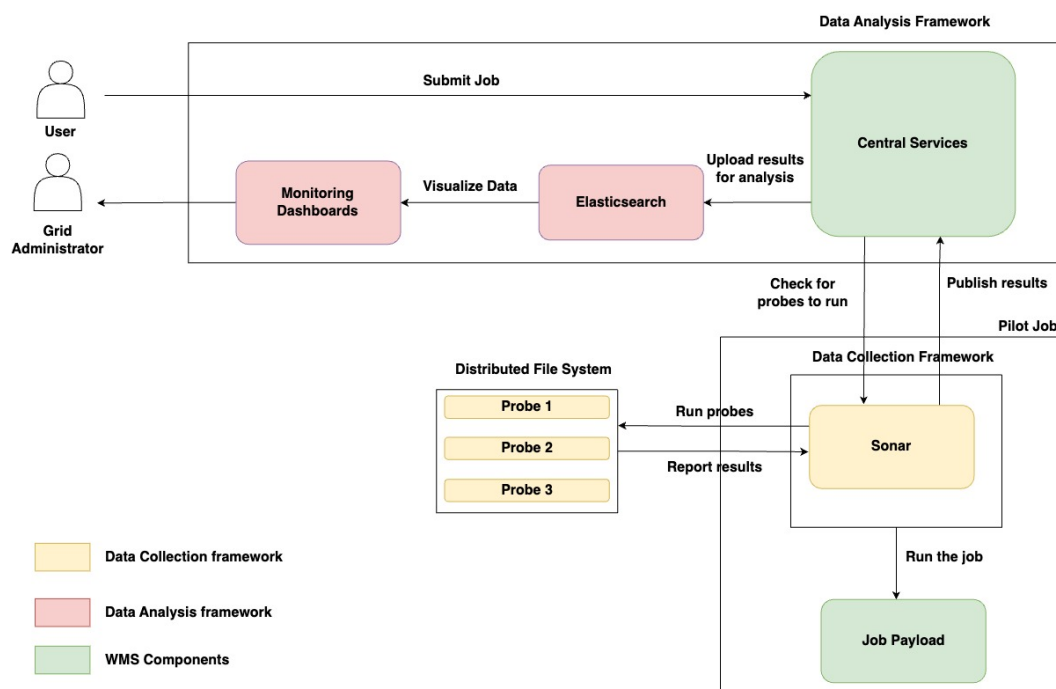 Data Analysis Framework
Submit Job
User
Central Services
Upload results
for analysis
Monitoring
Dashboards
Visualize Data
Elasticsearch
Grid
Administrator
Check for
probes to run
Publish results
Pilot Job
Data Collection Framework
Distributed File System
Probe 1
Run probes
Probe 2
Sonar
Report results
Probe 3
Data Collection framework
Run the job
Data Analysis framework
Job Payload
WMS Components